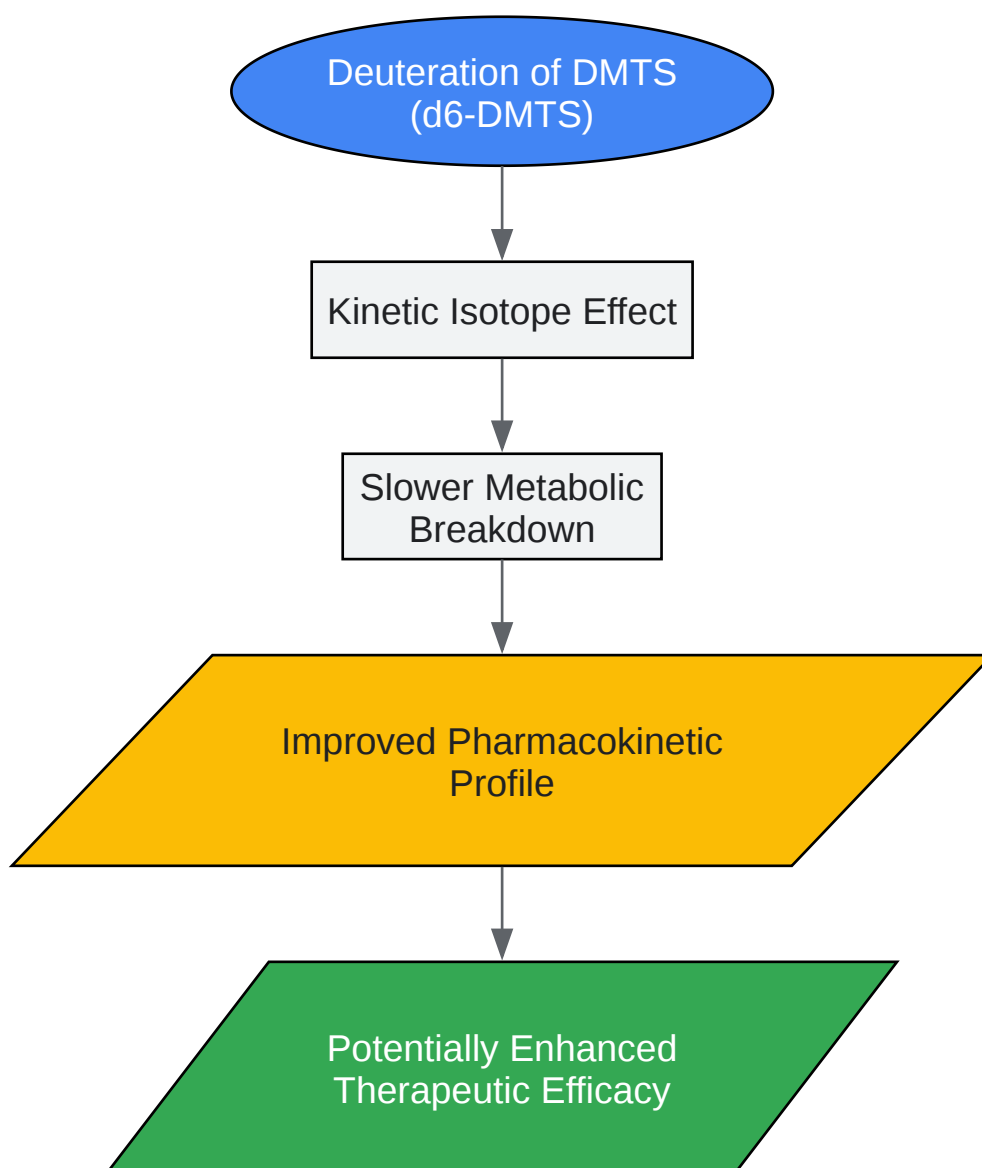 Deuteration of DMTS
(d6-DMTS)
Kinetic Isotope Effect
Slower Metabolic
Breakdown
Improved Pharmacokinetic
Profile
Potentially Enhanced
Therapeutic Efficacy